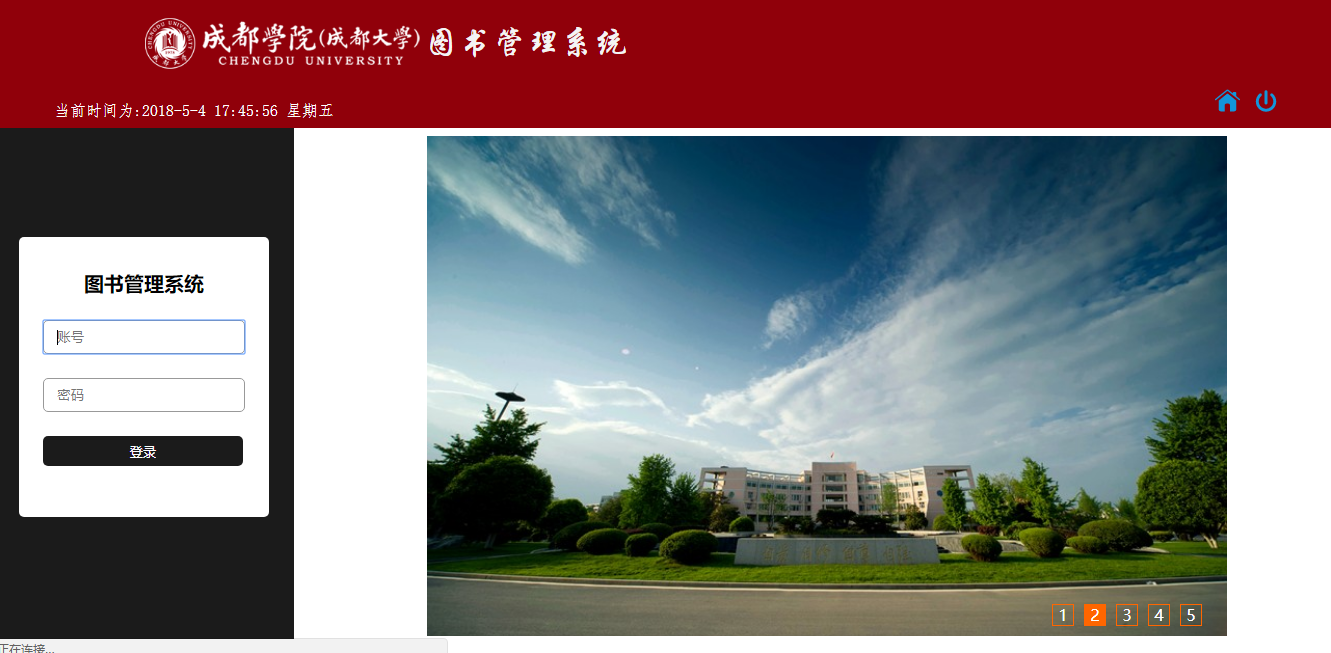 成都學院(成都大學) 图书管理系统
CHENGDU UNIVERSITY
当前时间为:2018-5-4 17:45:56 星期五
图书管理系统
账号
密码
登录
1 2 3 4 5
正在连接...